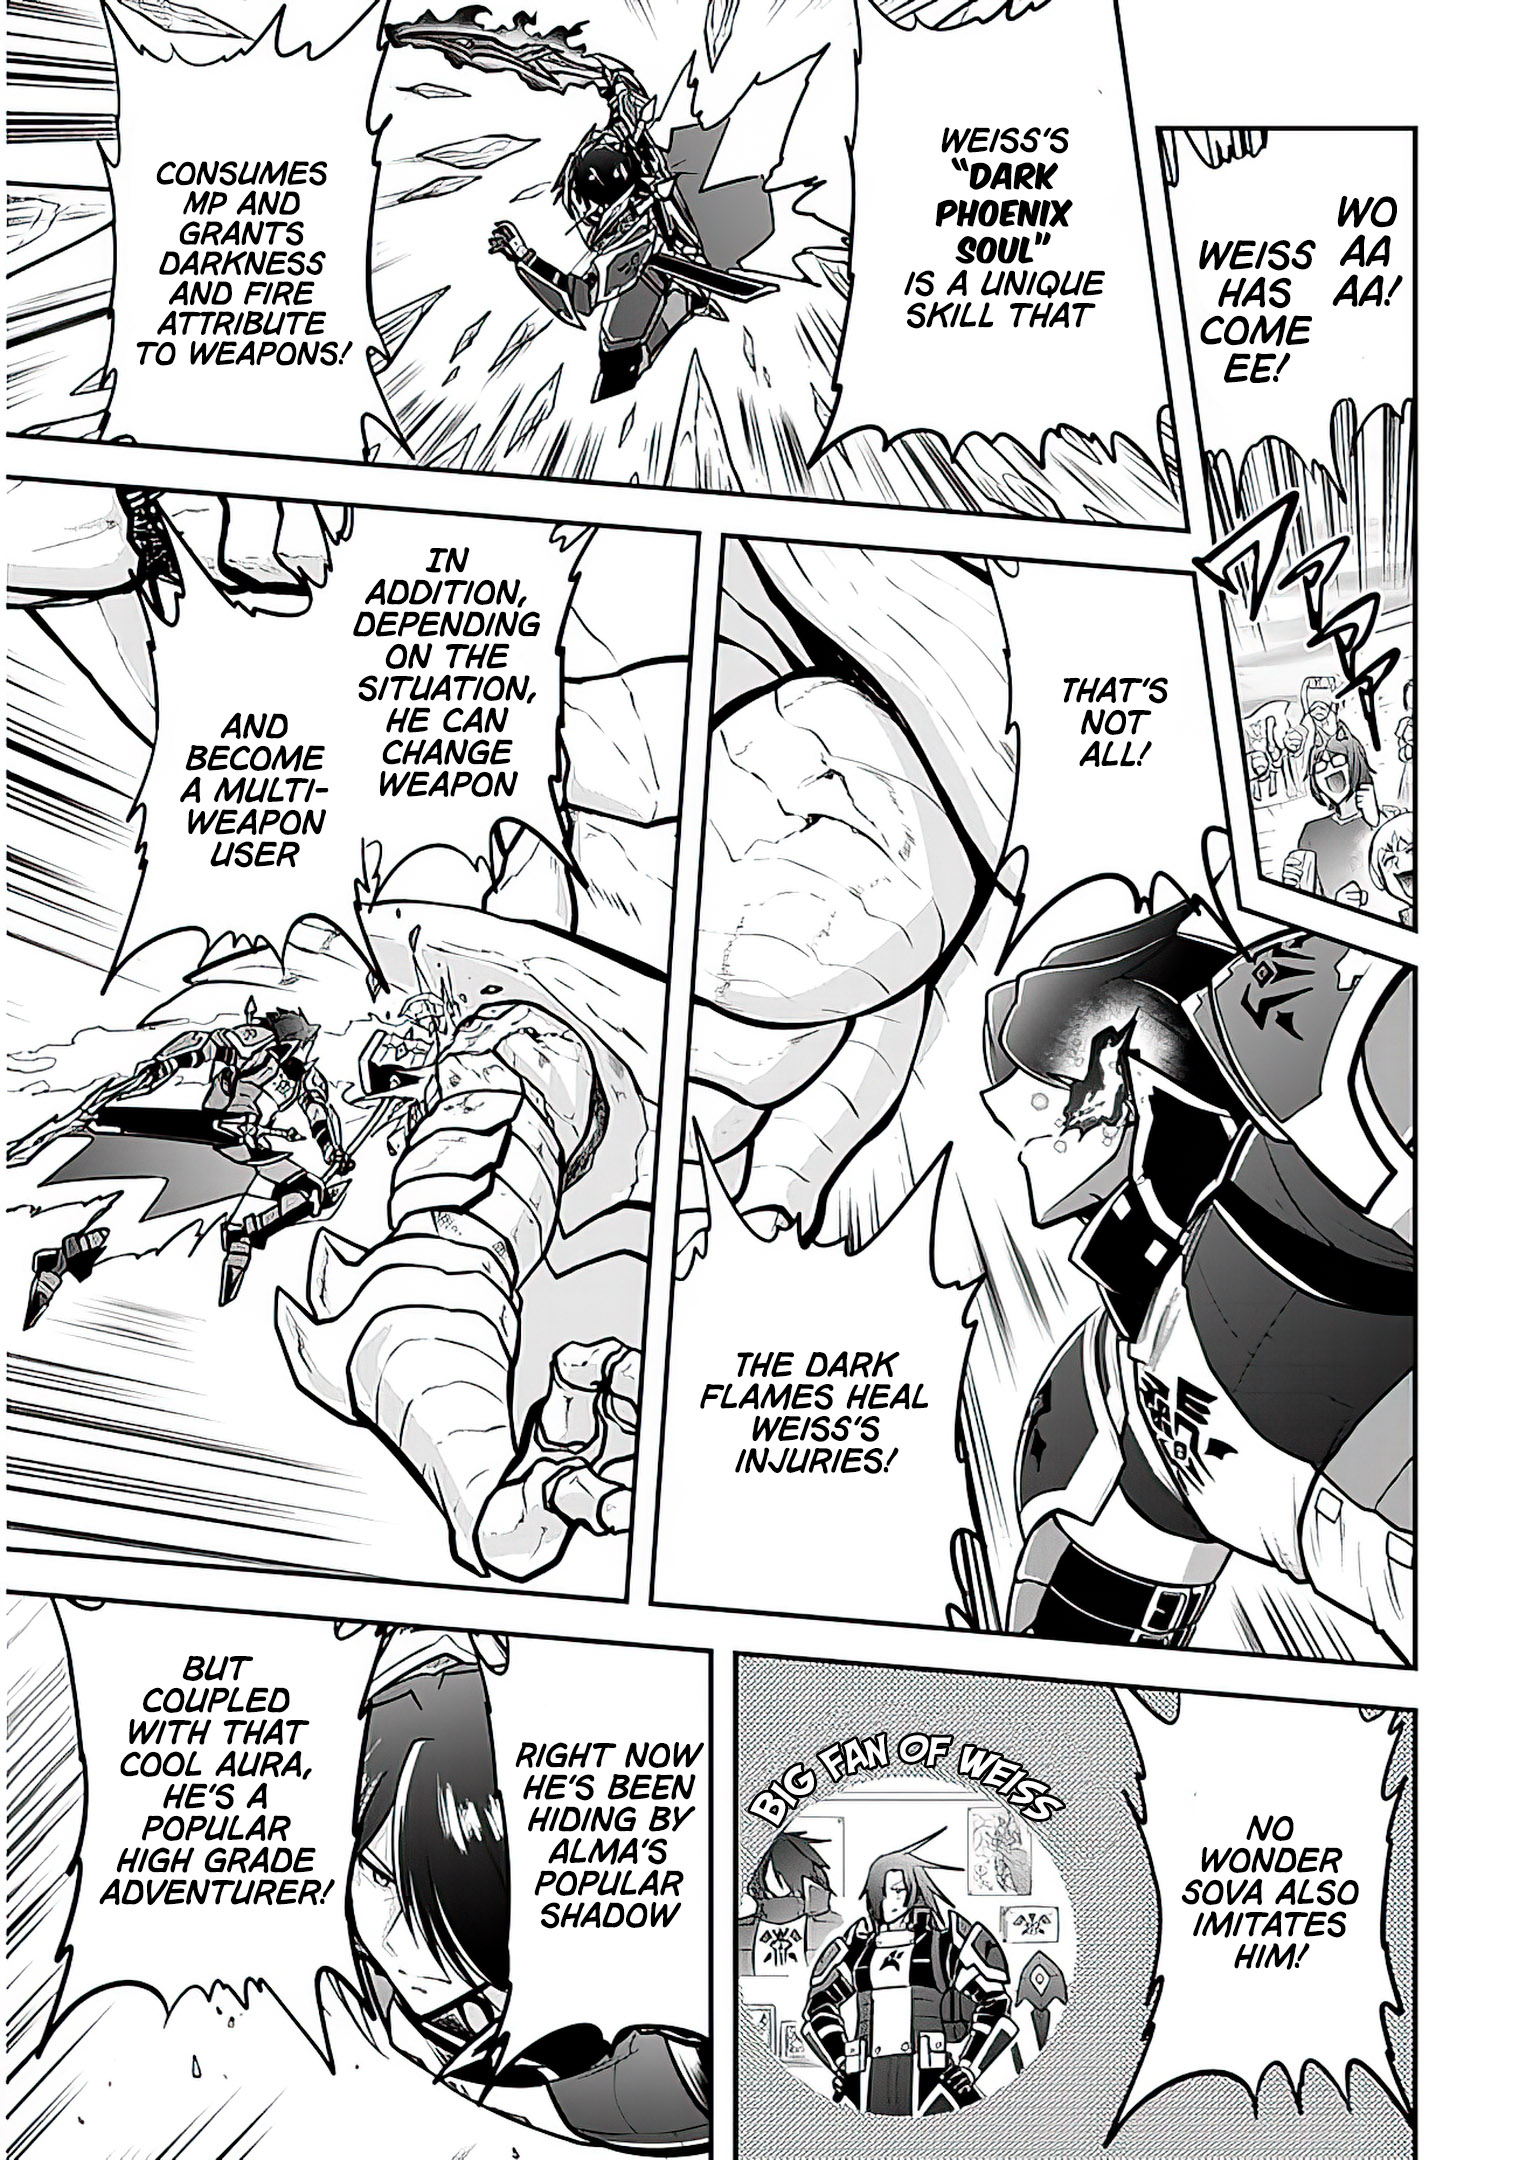 WO
AA
AA!
WEISS
HAS
COME
EE!
ワァァァ
WEISS'S
"DARK
PHOENIX
SOUL"
IS A UNIQUE
SKILL THAT
CONSUMES
MP AND
GRANTS
DARKNESS
AND FIRE
ATTRIBUTE
TO WEAPONS!
THAT'S
NOT
ALL!
THE DARK
FLAMES HEAL
WEISS'S
INJURIES!
IN
ADDITION,
DEPENDING
ON THE
SITUATION,
HE CAN
CHANGE
WEAPON
AND
BECOME
A MULTI-
WEAPON
USER
NO
WONDER
SOVA ALSO
IMITATES
HIM!
BIG FAN OF WEISS
RIGHT NOW
HE'S BEEN
HIDING BY
ALMA'S
POPULAR
SHADOW
BUT
COUPLED
WITH THAT
COOL AURA,
HE'S A
POPULAR
HIGH GRADE
ADVENTURER!